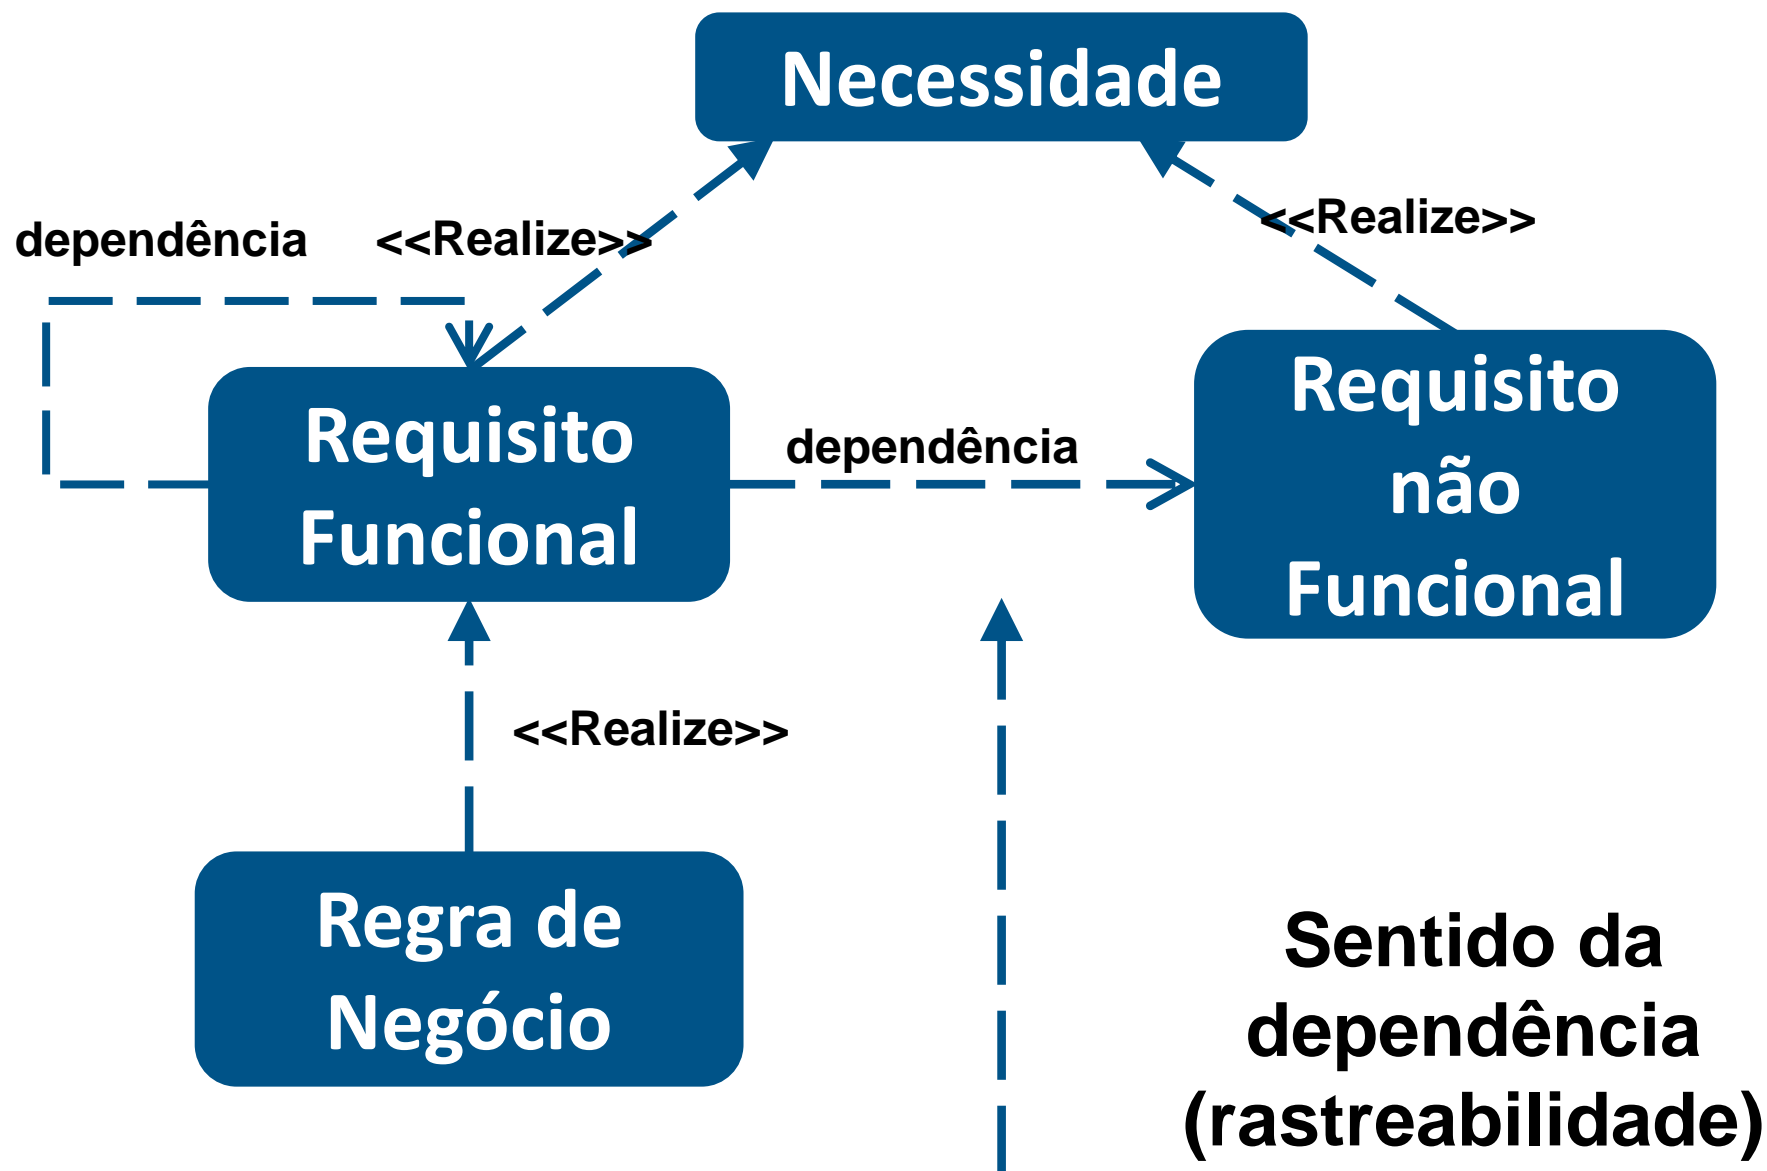 Necessidade
dependência
<<Realize>>
<<Realize>>
Requisito
Funcional
dependência
Requisito
não
Funcional
<<Realize>>
Regra de
Negócio
Sentido da
dependência
(rastreabilidade)